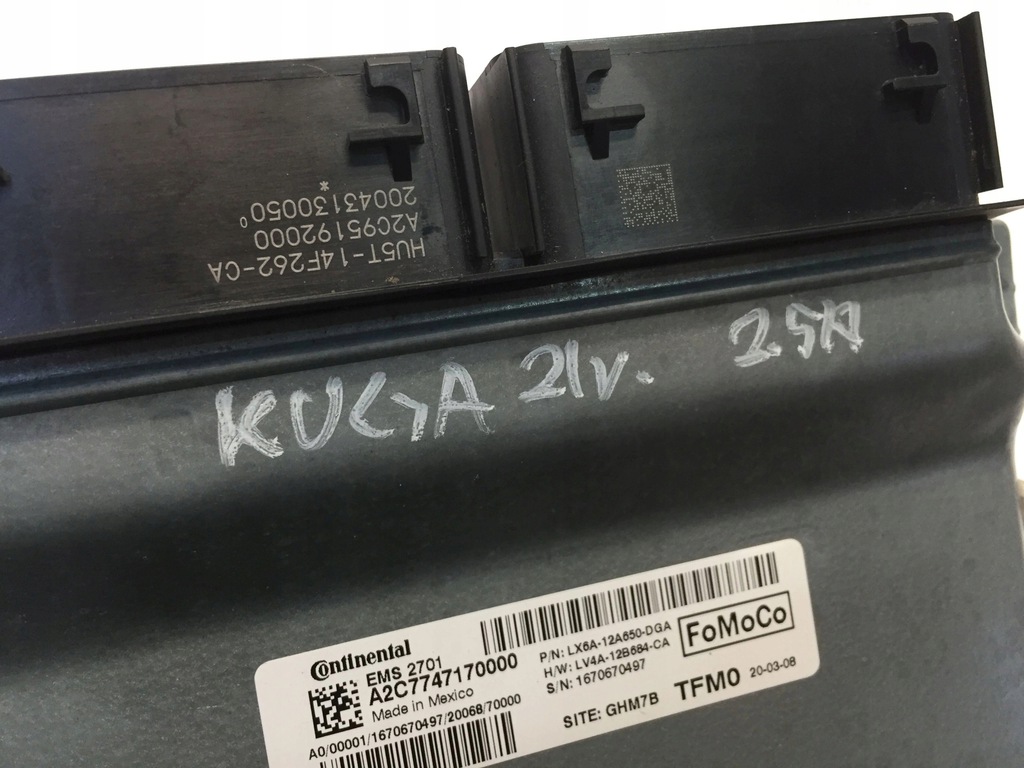 HU5T-14F262-CA
A2C95192000
20043130050
*
KUGA 21v. 2.5A
Continental
EMS 2701
A2C7747170000
Made in Mexico
A0/00001/1670670497/20068/70000
P/N: LX6A-12A650-DGA
H/W: LV4A-12B684-CA
S/N: 1670670497
FoMoCo
SITE: GHM7B TFM0 20-03-08